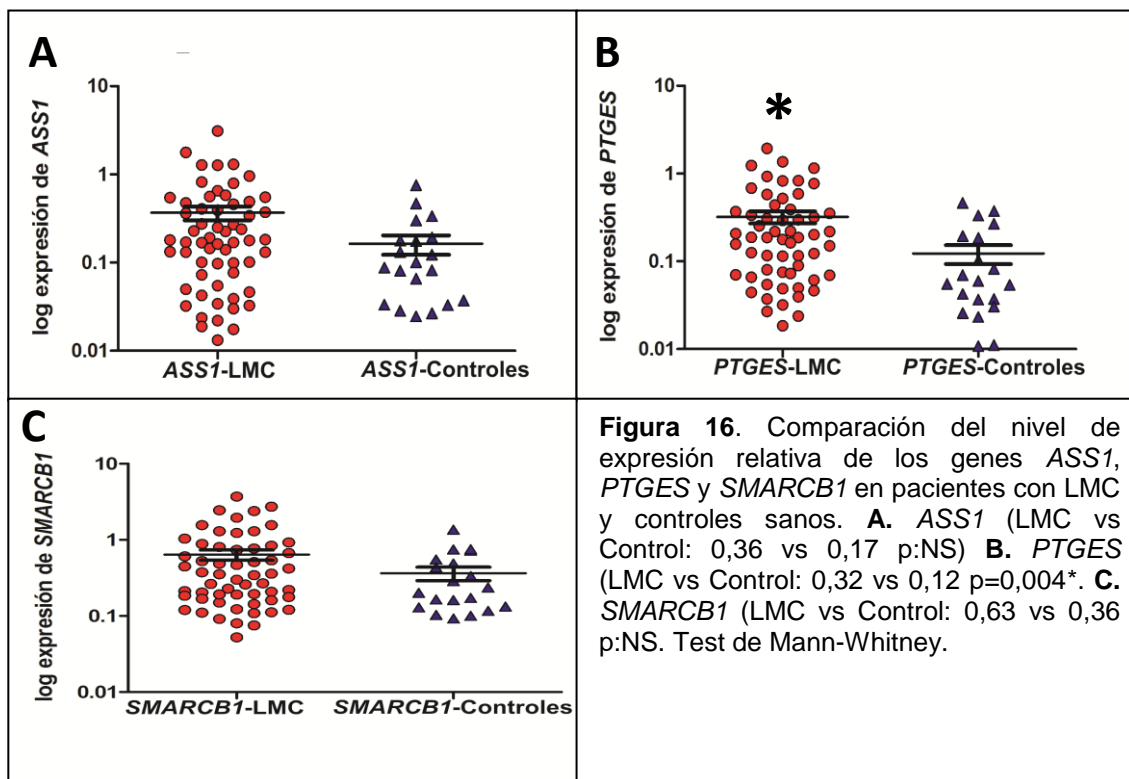 A
log expresión de ASS1
10
1
0.1
0.01
ASS1-LMC
ASS1-Controles
B
log expresión de PTGES
*
10
1
0.1
0.01
PTGES-LMC
PTGES-Controles
C
log expresión de SMARCB1
10
1
0.1
0.01
SMARCB1-LMC
SMARCB1-Controles
Figura 16. Comparación del nivel de
expresión relativa de los genes ASS1,
PTGES y SMARCB1 en pacientes con LMC
y controles sanos. A. ASS1 (LMC vs
Control: 0,36 vs 0,17 p:NS) B. PTGES
(LMC vs Control: 0,32 vs 0,12 p=0,004*. C.
SMARCB1 (LMC vs Control: 0,63 vs 0,36
p:NS. Test de Mann-Whitney.